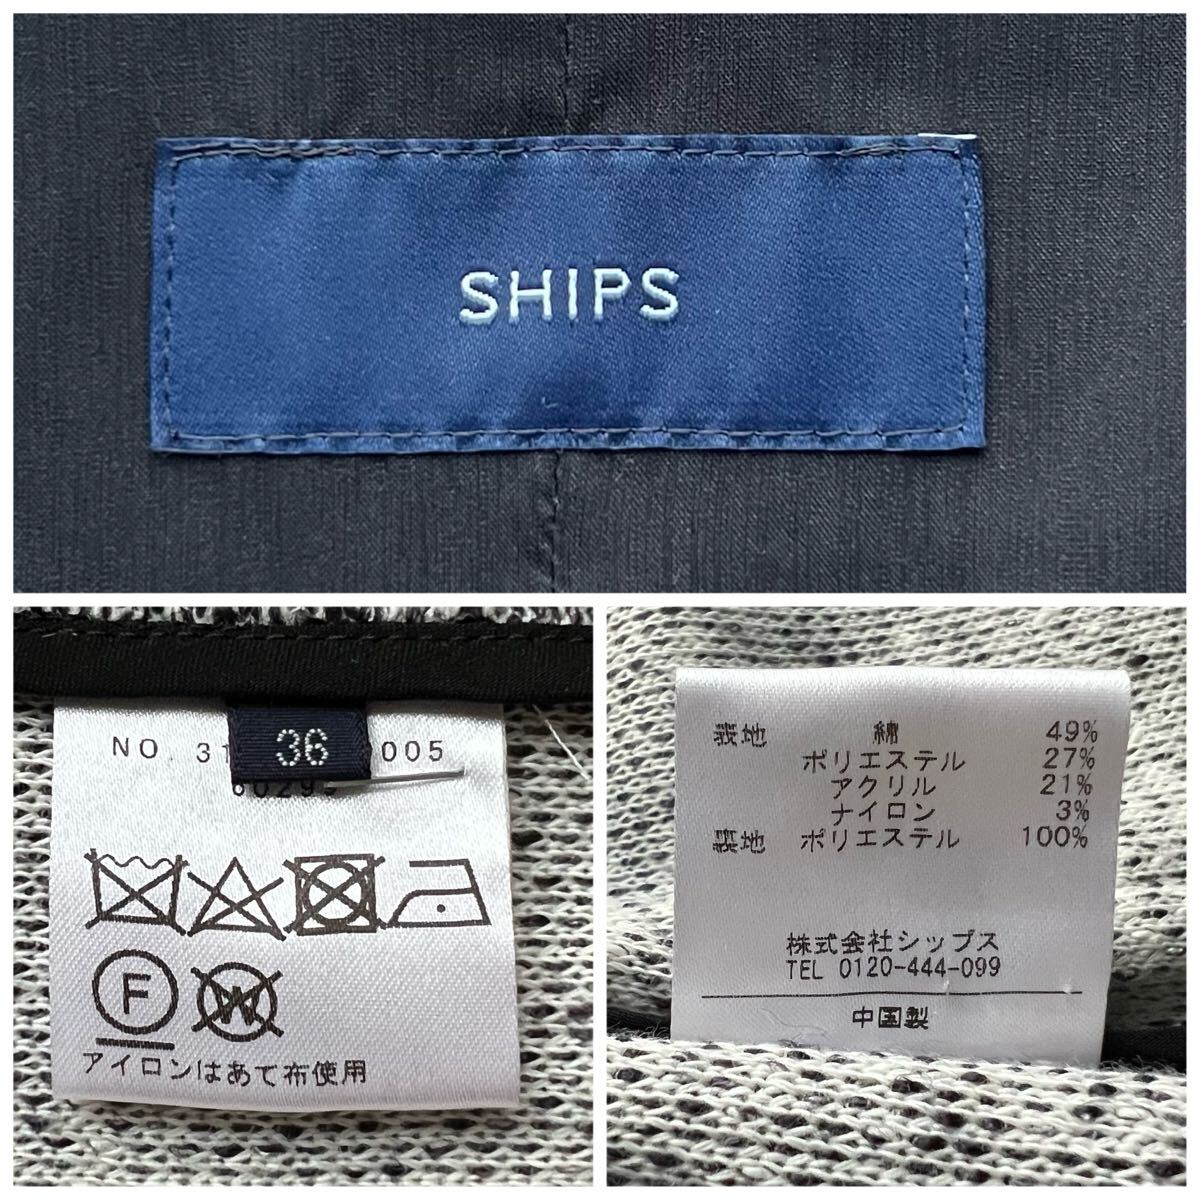 SHIPS
NO. 31 36 005
アイロンはあて布使用
表地 綿 49%
ポリエステル 27%
アクリル 21%
ナイロン 3%
裏地 ポリエステル 100%
株式会社シップス
TEL 0120-444-099
中国製
F
W